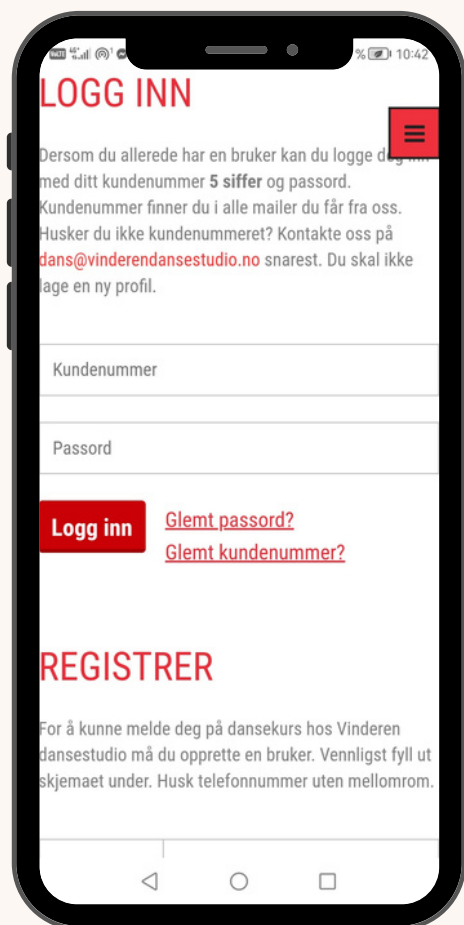 % 10:42
LOGG INN
Dersom du allerede har en bruker kan du logge deg inn
med ditt kundenummer 5 siffer og passord.
Kundenummer finner du i alle mailer du får fra oss.
Husker du ikke kundenummeret? Kontakte oss på
dans@vinderendansestudio.no snarest. Du skal ikke
lage en ny profil.
Kundenummer
Passord
Logg inn
Glemt passord?
Glemt kundenummer?
REGISTRER
For å kunne melde deg på dansekurs hos Vinderen
dansestudio må du opprette en bruker. Vennligst fyll ut
skjemaet under. Husk telefonnummer uten mellomrom.